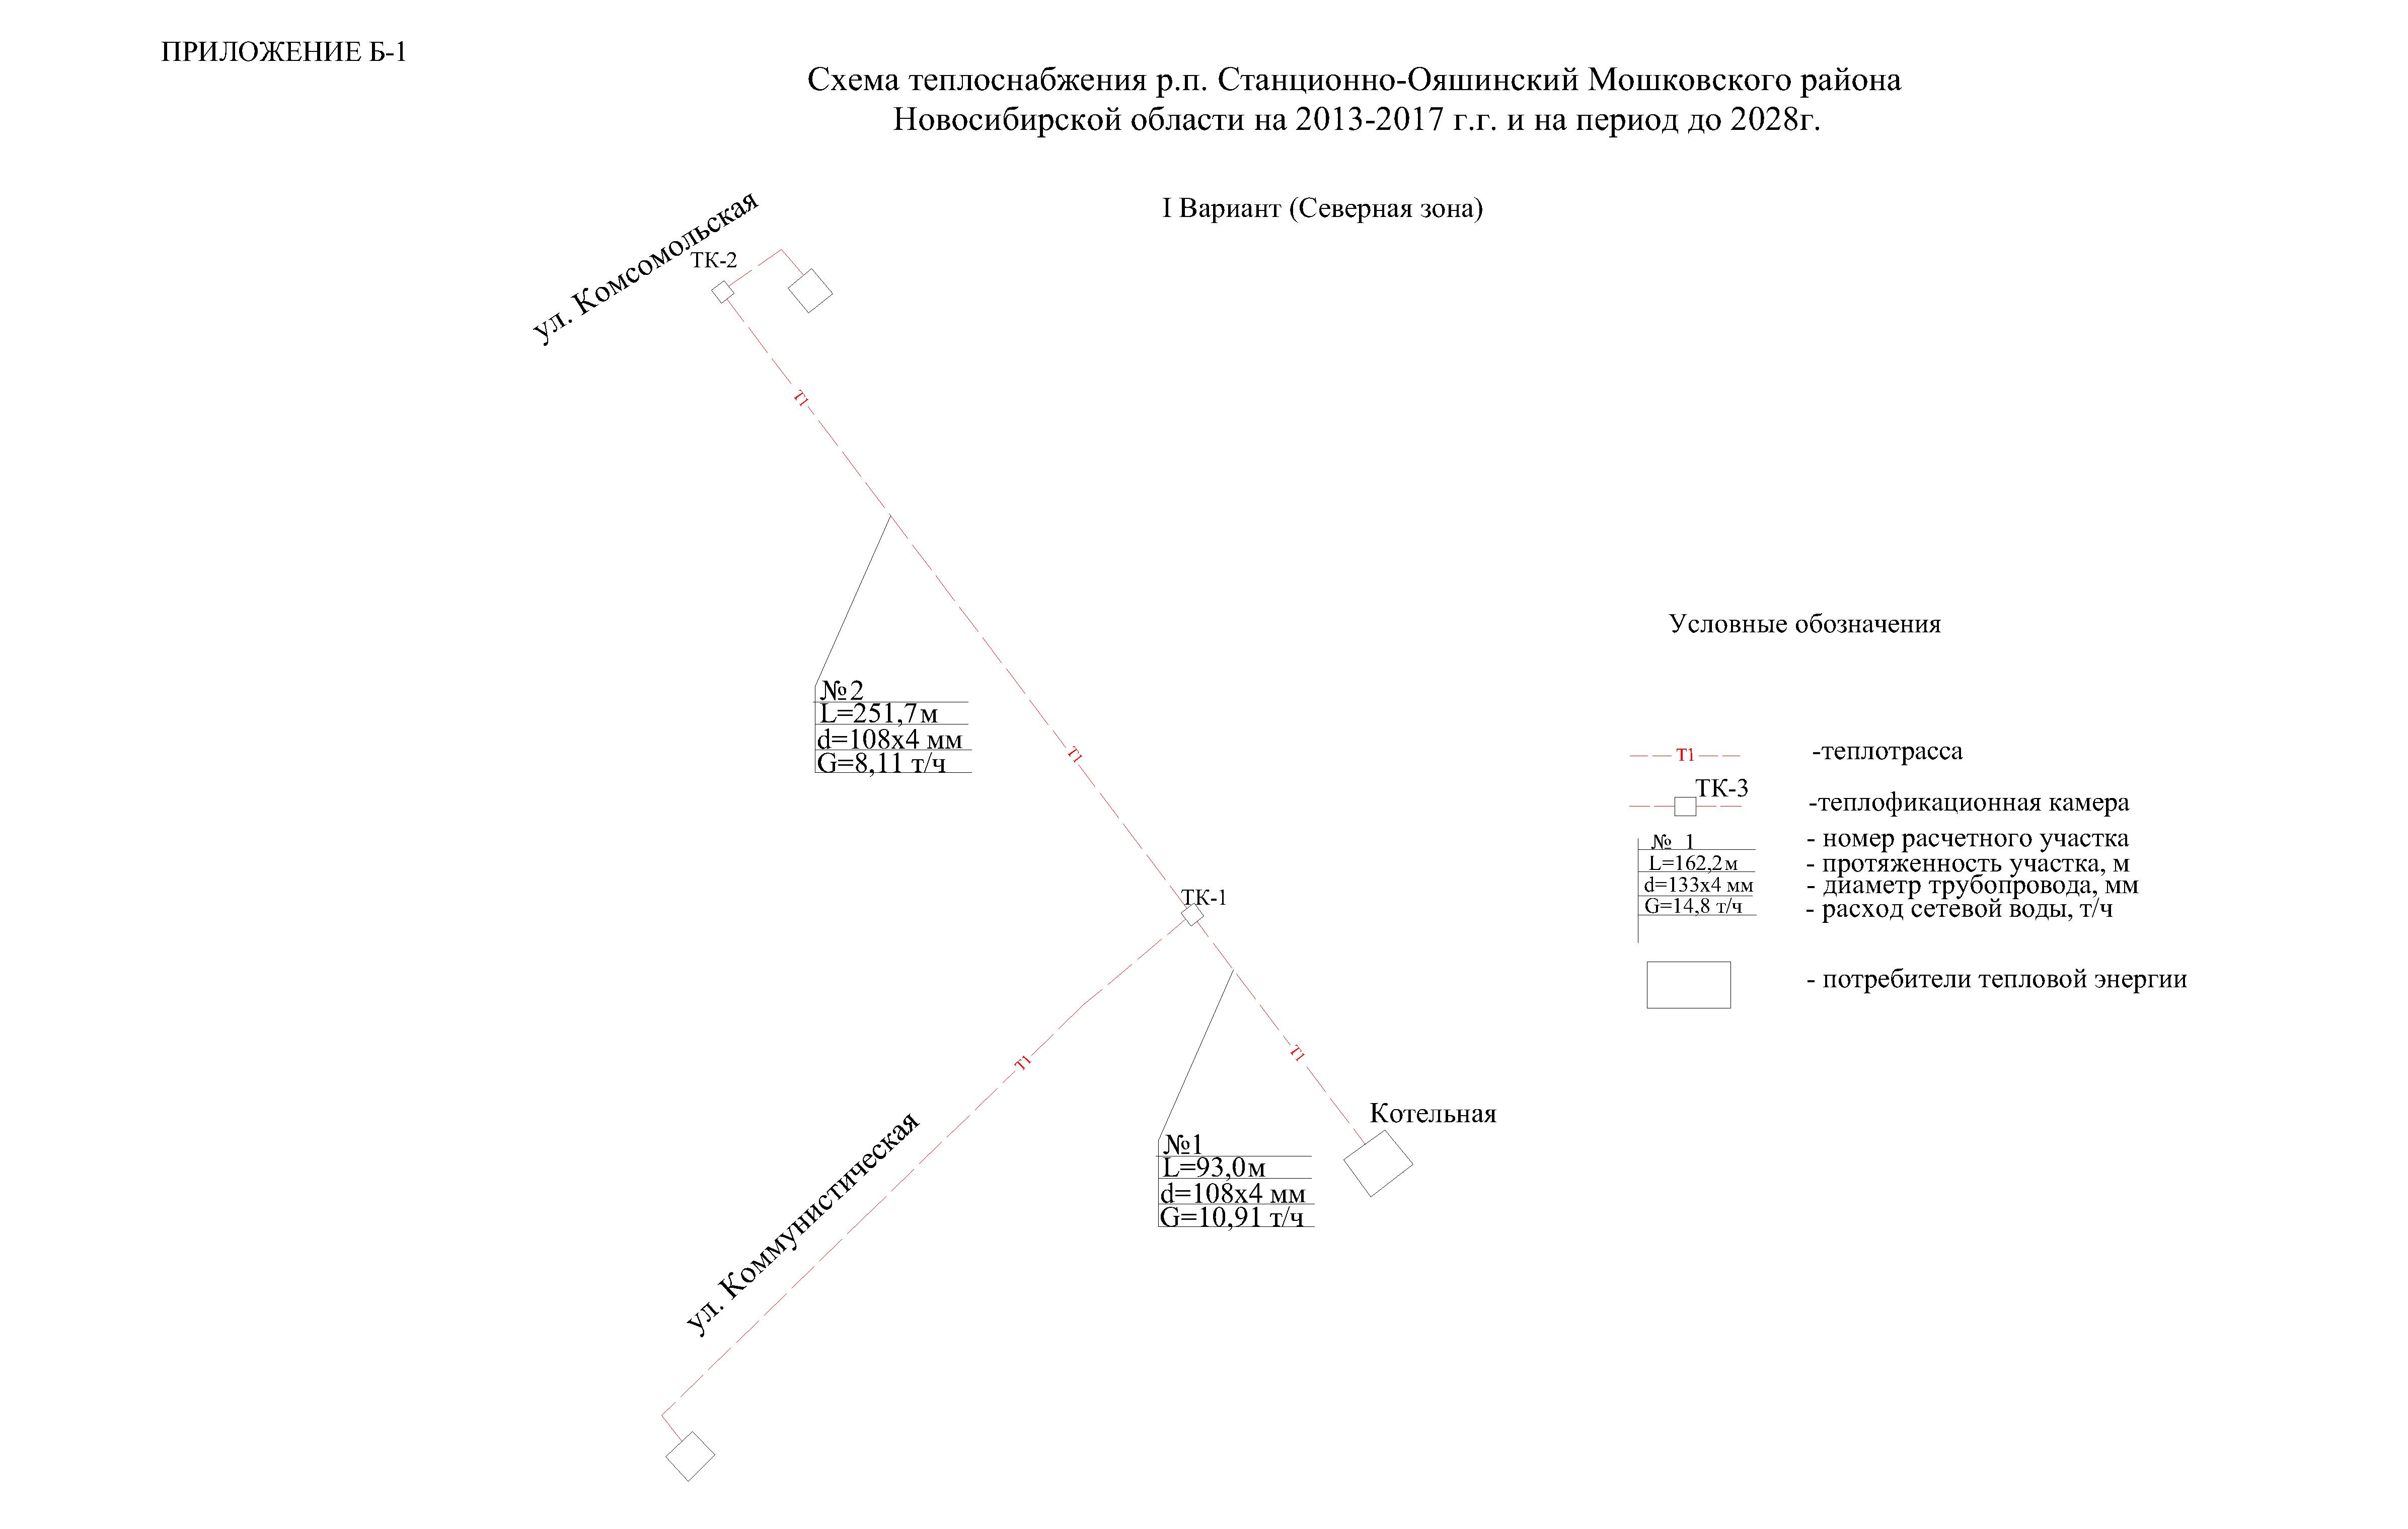 ПРИЛОЖЕНИЕ Б-1
Схема теплоснабжения р.п. Станционно-Ояшинский Мошковского района
Новосибирской области на 2013-2017 г.г. и на период до 2028г.
I Вариант (Северная зона)
ул. Комсомольская
ТК-2
Т1
№2
L=251,7м
d=108х4 мм
G=8,11 т/ч
Т1
ТК-1
Т1
Т1
Котельная
№1
L=93,0м
d=108х4 мм
G=10,91 т/ч
ул. Коммунистическая
Условные обозначения
Т1 -теплотрасса
ТК-3 -теплофикационная камера
№ 1 - номер расчетного участка
L=162,2м - протяженность участка, м
d=133х4 мм - диаметр трубопровода, мм
G=14,8 т/ч - расход сетевой воды, т/ч
- потребители тепловой энергии